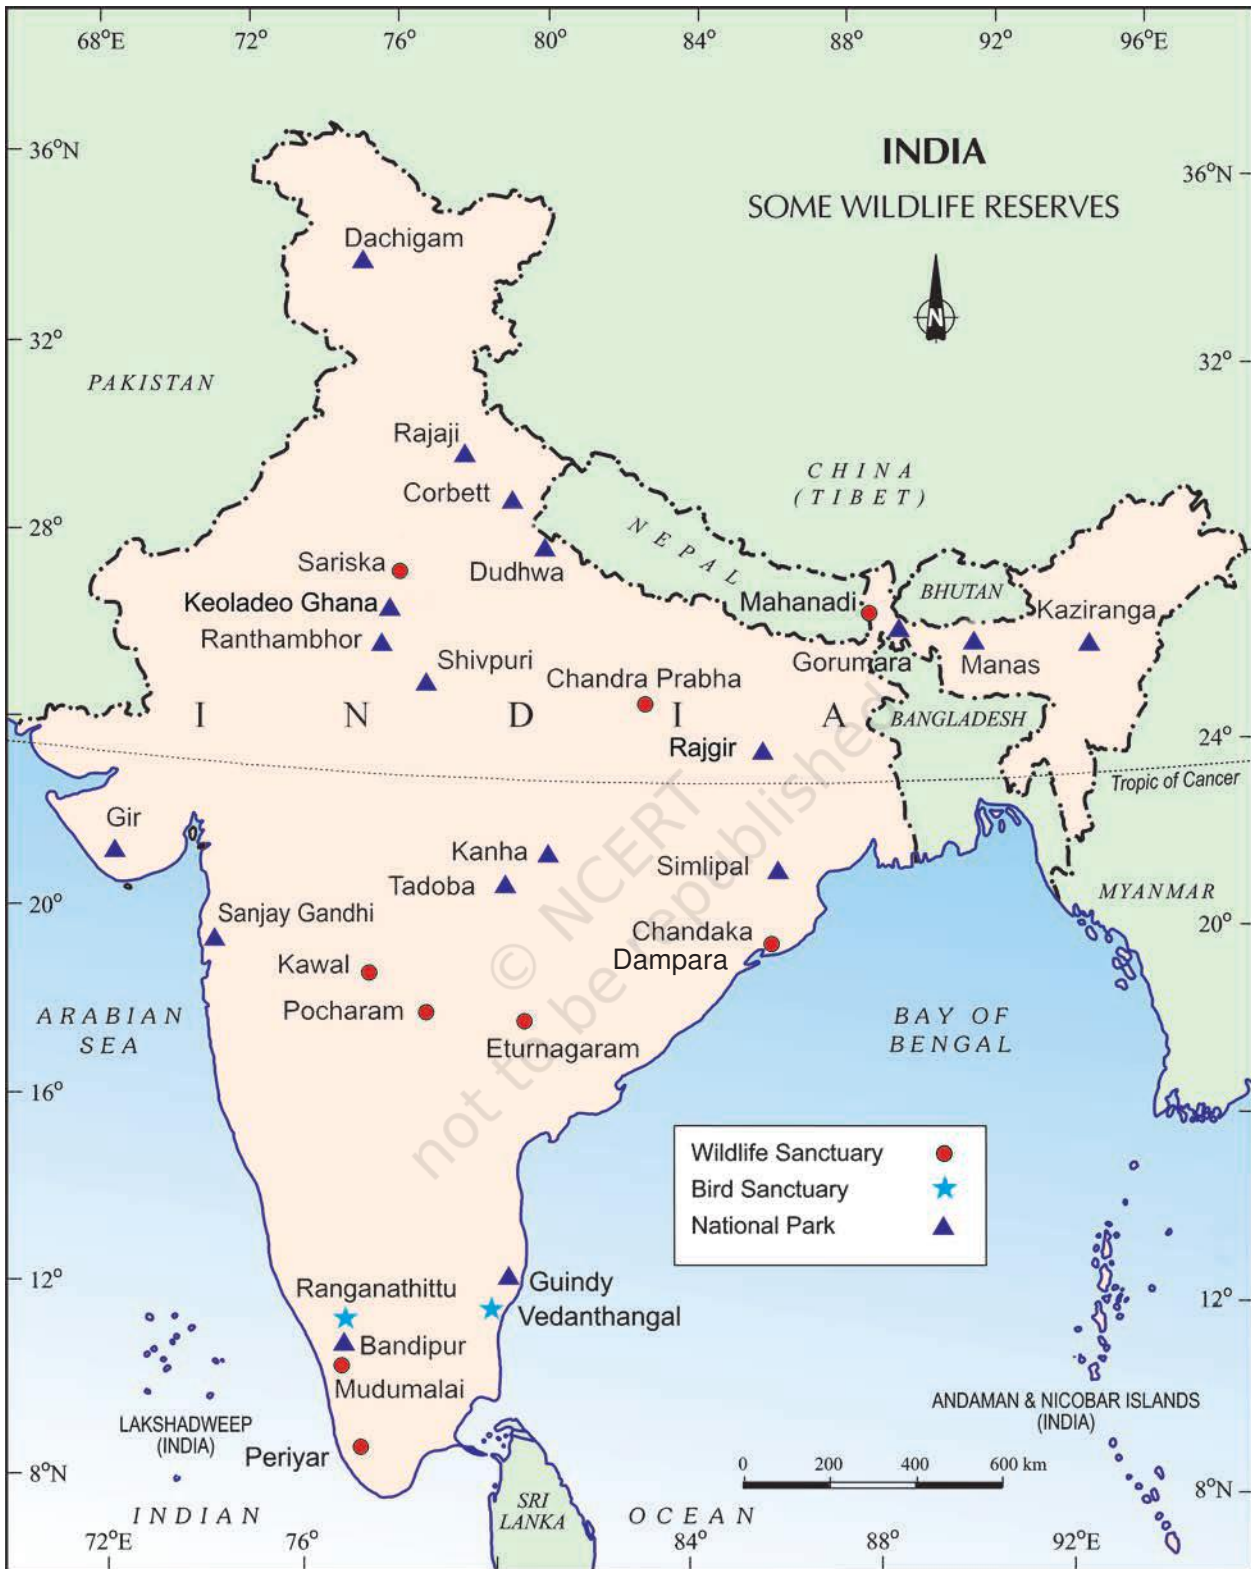 68°E 72° 76° 80° 84° 88° 92° 96°E
36°N
INDIA
SOME WILDLIFE RESERVES
36°N
N
Dachigam
32°
32°
PAKISTAN
Rajaji
CHINA
(TIBET)
Corbett
28°
NEPAL
Sariska
Dudhwa
Mahanadi
BHUTAN
Kaziranga
Keoladeo Ghana
Ranthambhor
Shivpuri
Gorumara
Manas
Chandra Prabha
INDIA
BANGLADESH
Rajgir
24°
24°
Tropic of Cancer
Gir
Kanha
Simlipal
Tadoba
MYANMAR
20°
20°
Sanjay Gandhi
Chandaka
Dampara
Kawal
Pocharam
Eturnagaram
ARABIAN
SEA
BAY OF
BENGAL
© NCERT
not to be republished
16°
16°
Wildlife Sanctuary
Bird Sanctuary
National Park
12°
12°
Ranganathittu
Guindy
Vedanthangal
Bandipur
Mudumalai
LAKSHADWEEP
(INDIA)
ANDAMAN & NICOBAR ISLANDS
(INDIA)
Periyar
0 200 400 600 km
8°N
8°N
INDIAN
SRI
LANKA
OCEAN
72°E 76° 84° 88° 92°E